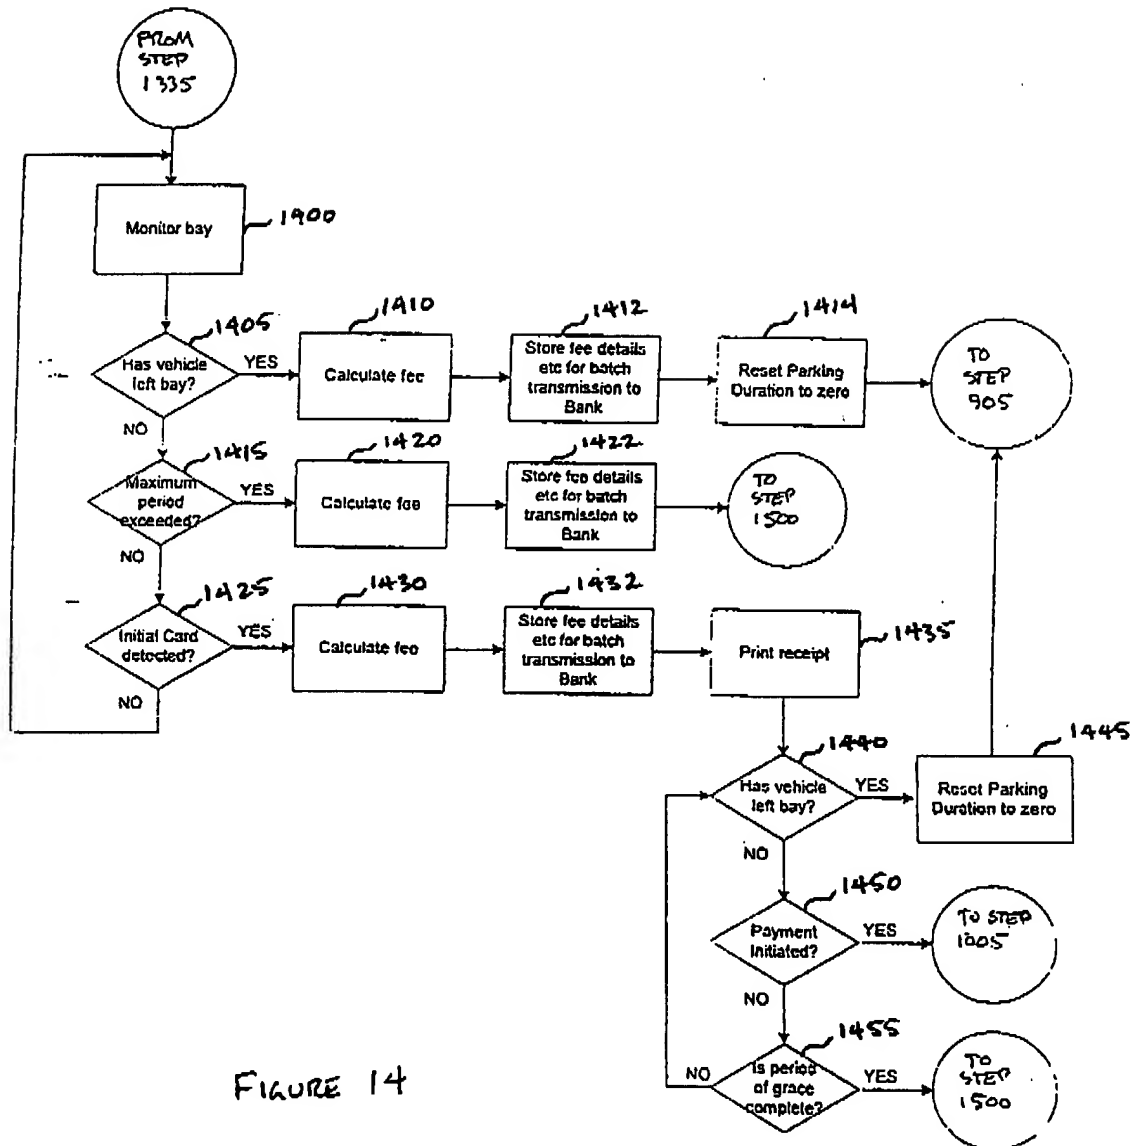 FROM
STEP
1335
Monitor bay
1400
1405
Has vehicle
left bay?
YES
NO
1410
Calculate fee
1412
Store fee details
etc for batch
transmission to
Bank
1414
Reset Parking
Duration to zero
TO
STEP
905
1415
Maximum
period
exceeded?
YES
NO
1420
Calculate fee
1422
Store fee details
etc for batch
transmission to
Bank
TO
STEP
1500
1425
Initial Card
detected?
YES
NO
1430
Calculate fee
1432
Store fee details
etc for batch
transmission to
Bank
1435
Print receipt
1440
Has vehicle
left bay?
YES
NO
1445
Reset Parking
Duration to zero
1450
Payment
Initiated?
YES
NO
TO STEP
1005
1455
Is period
of grace
complete?
NO
YES
TO
STEP
1500
FIGURE 14